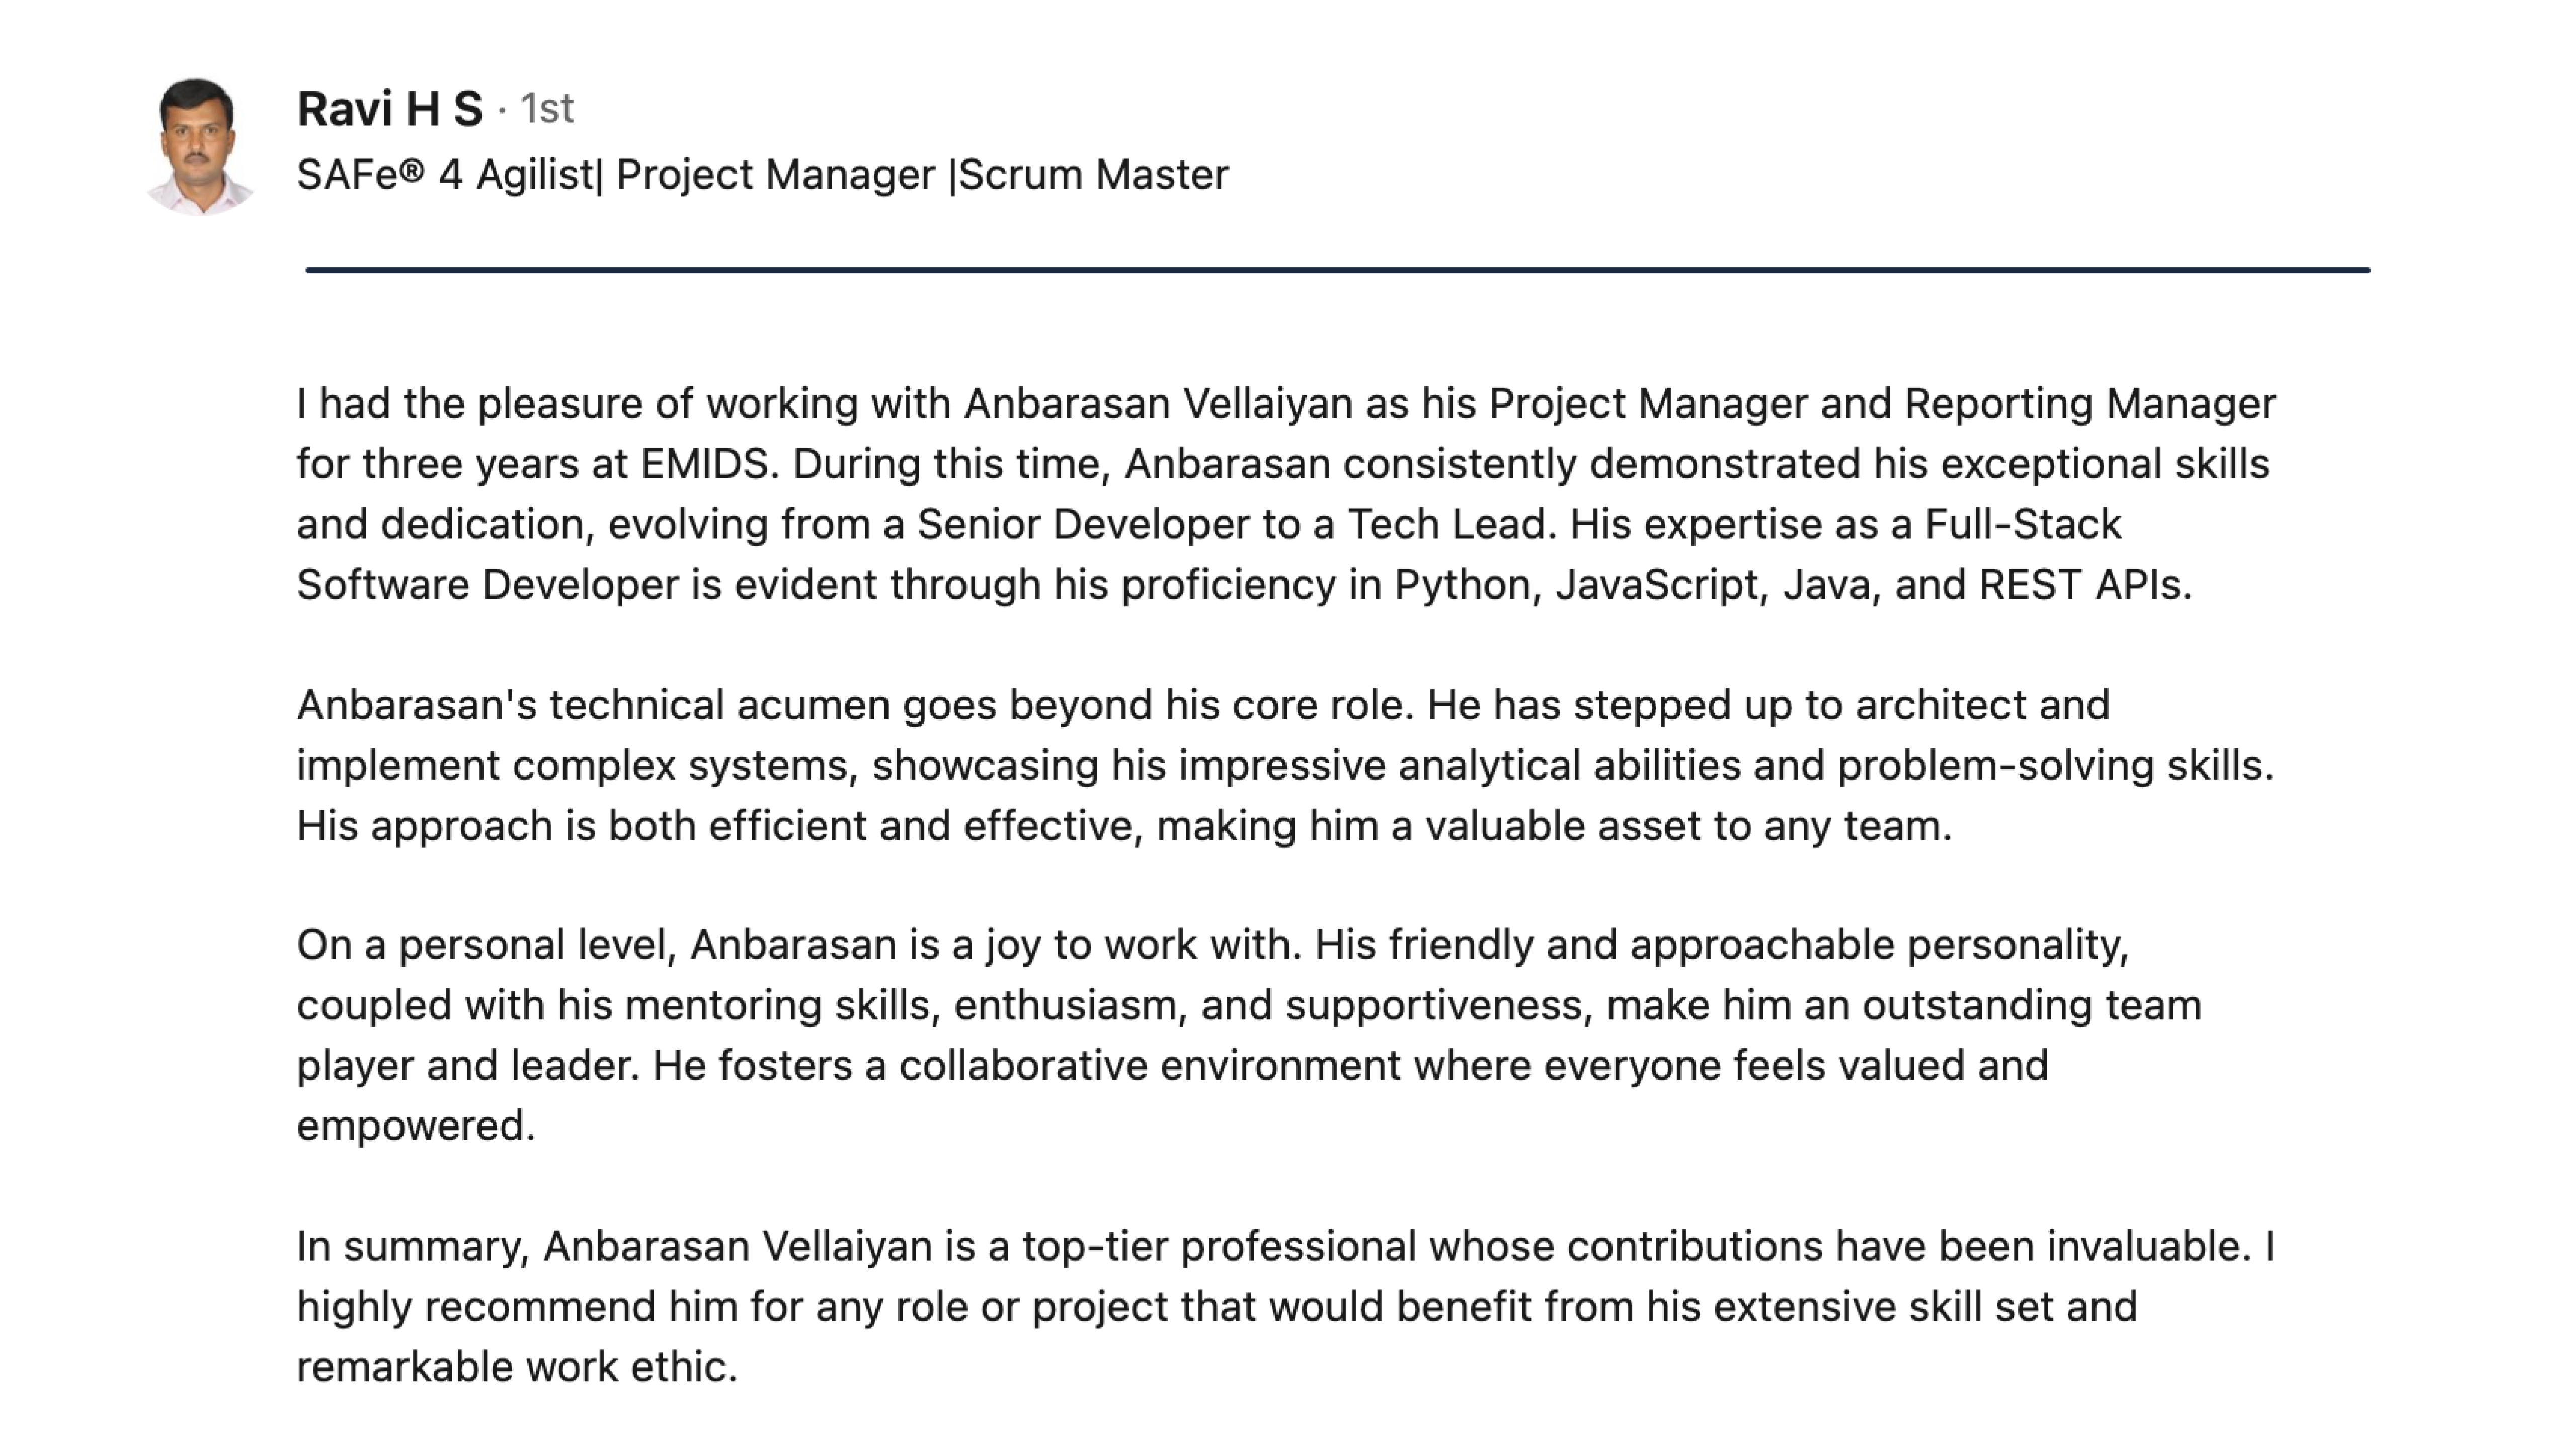 Ravi H S · 1st
SAFe® 4 Agilist| Project Manager |Scrum Master
I had the pleasure of working with Anbarasan Vellaiyan as his Project Manager and Reporting Manager
for three years at EMIDS. During this time, Anbarasan consistently demonstrated his exceptional skills
and dedication, evolving from a Senior Developer to a Tech Lead. His expertise as a Full-Stack
Software Developer is evident through his proficiency in Python, JavaScript, Java, and REST APIs.
Anbarasan's technical acumen goes beyond his core role. He has stepped up to architect and
implement complex systems, showcasing his impressive analytical abilities and problem-solving skills.
His approach is both efficient and effective, making him a valuable asset to any team.
On a personal level, Anbarasan is a joy to work with. His friendly and approachable personality,
coupled with his mentoring skills, enthusiasm, and supportiveness, make him an outstanding team
player and leader. He fosters a collaborative environment where everyone feels valued and
empowered.
In summary, Anbarasan Vellaiyan is a top-tier professional whose contributions have been invaluable. I
highly recommend him for any role or project that would benefit from his extensive skill set and
remarkable work ethic.